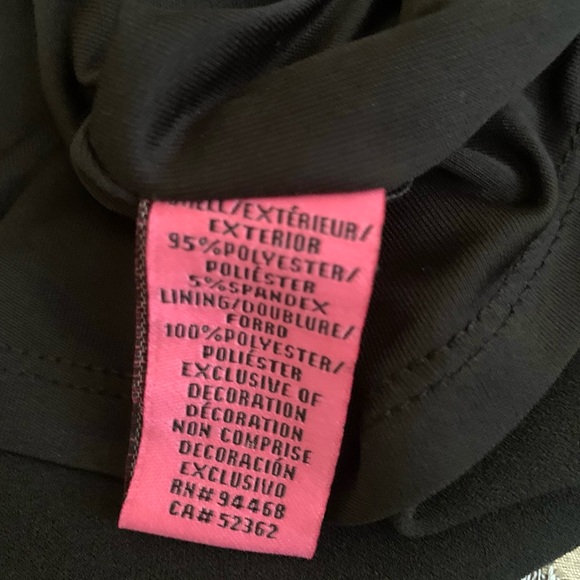 SHELL/EXTÉRIEUR/
EXTERIOR
95%POLYESTER/
POLIÉSTER
5%SPANDEX
LINING/DOUBLURE/
FORRO
100%POLYESTER/
POLIÉSTER
EXCLUSIVE OF
DECORATION
DÉCORATION
NON COMPRISE
DECORACIÓN
EXCLUSIVO
RN# 94468
CA# 52362